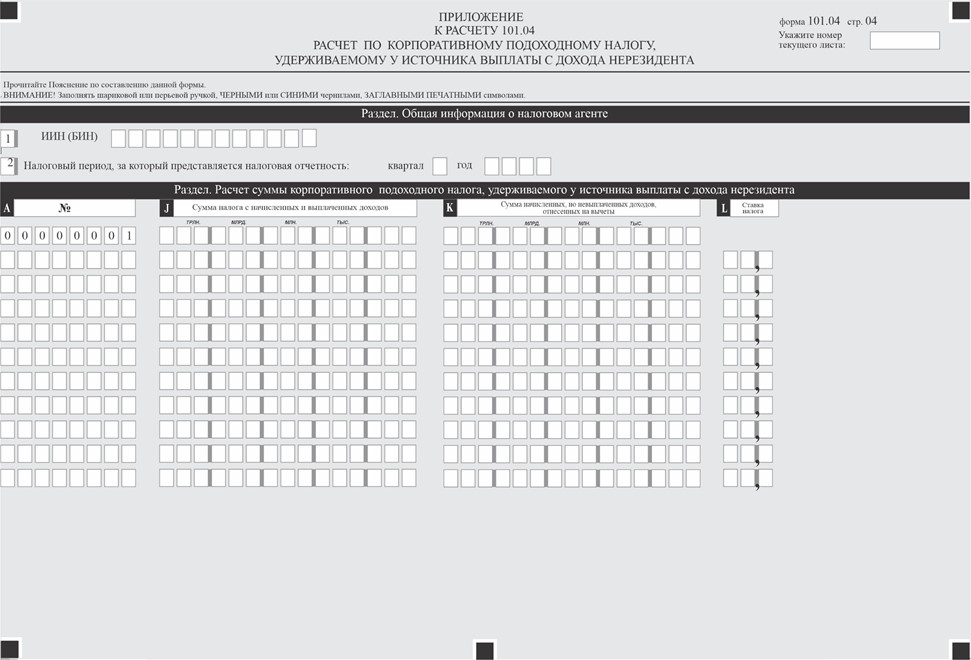 ПРИЛОЖЕНИЕ
К РАСЧЕТУ 101.04
РАСЧЕТ ПО КОРПОРАТИВНОМУ ПОДОХОДНОМУ НАЛОГУ,
УДЕРЖИВАЕМОМУ У ИСТОЧНИКА ВЫПЛАТЫ С ДОХОДА НЕРЕЗИДЕНТА
форма 101.04 стр. 04
Укажите номер
текущего листа:
Прочитайте Пояснение по составлению данной формы.
ВНИМАНИЕ! Заполнять шариковой или перьевой ручкой, ЧЕРНЫМИ или СИНИМИ чернилами, ЗАГЛАВНЫМИ ПЕЧАТНЫМИ символами.
Раздел. Общая информация о налоговом агенте
1 ИИН (БИН)
2 Налоговый период, за который представляется налоговая отчетность: квартал год
Раздел. Расчет суммы корпоративного подоходного налога, удерживаемого у источника выплаты с дохода нерезидента
A №
J Сумма налога с начисленных и выплаченных доходов
K Сумма начисленных, но невыплаченных доходов,
отнесенных на вычеты
L Ставка
налога
ТРЛН. МЛРД. МЛН. ТЫС. ТРЛН. МЛРД. МЛН. ТЫС.
0 0 0 0 0 0 0 1
,
,
,
,
,
,
,
,
,
,